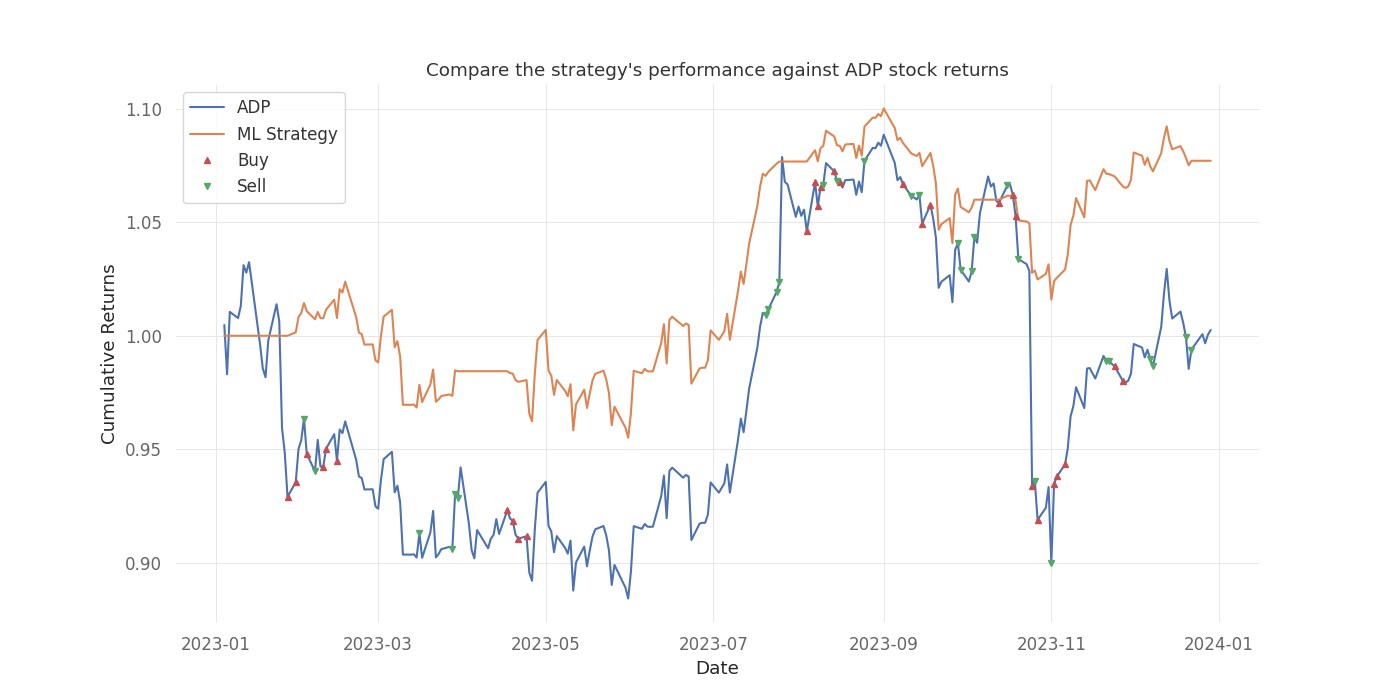 Compare the strategy's performance against ADP stock returns
ADP
ML Strategy
Buy
Sell
Cumulative Returns
1.10
1.05
1.00
0.95
0.90
2023-01
2023-03
2023-05
2023-07
2023-09
2023-11
2024-01
Date